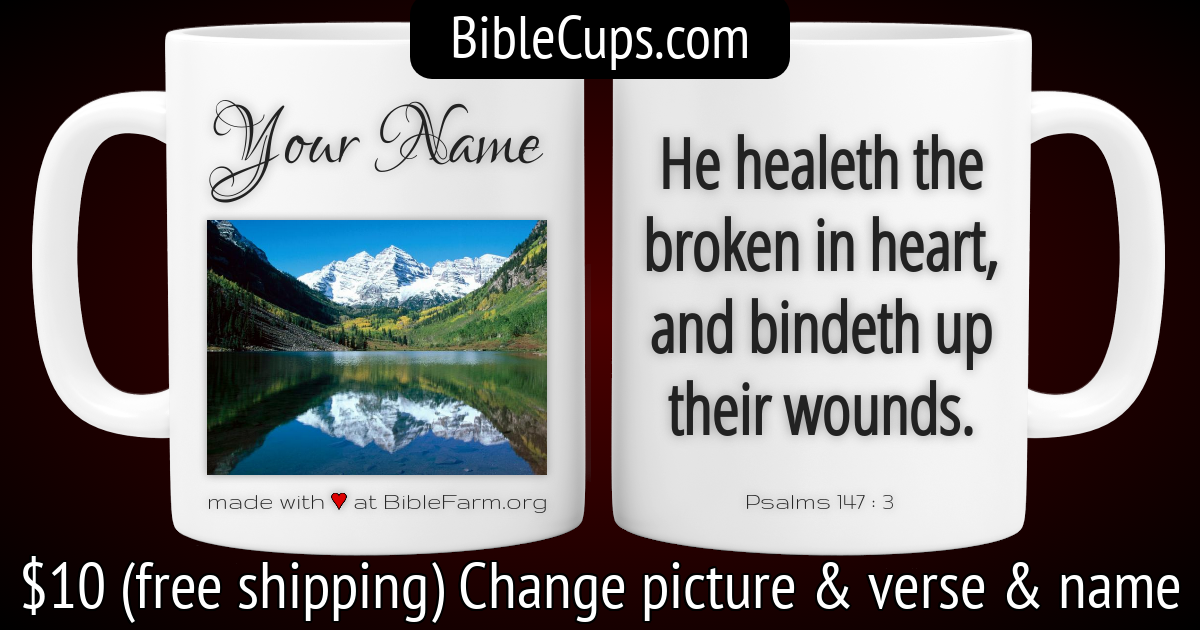 BibleCups.com
Your Name
made with ♥ at BibleFarm.org
He healeth the
broken in heart,
and bindeth up
their wounds.
Psalms 147 : 3
$10 (free shipping) Change picture & verse & name